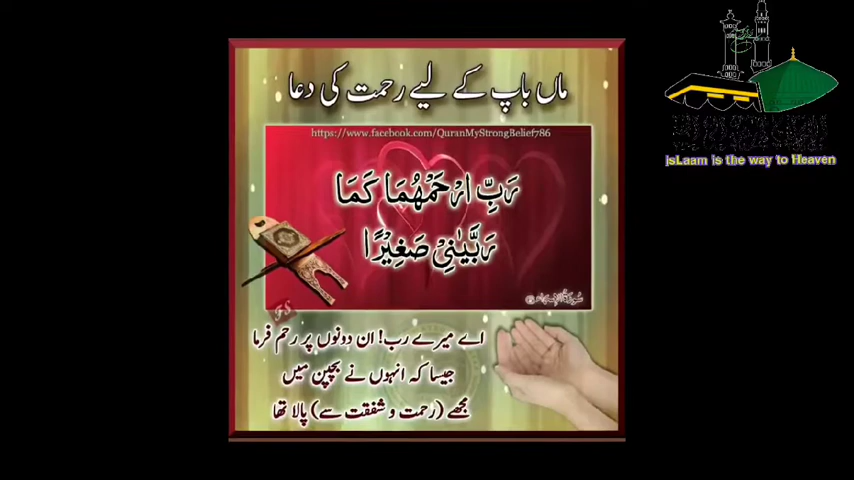 ماں باپ کے لیے رحمت کی دعا
https://www.facebook.com/QuranMyStrongBelief786
رَبِّ ارْحَمْهُمَا كَمَا
رَبَّيٰنِيْ صَغِيْرًا
اے میرے رب! ان دونوں پر رحم فرما
جیسا کہ انہوں نے بچپن میں
مجھے (رحمت و شفقت سے) پالا تھا
isLaam is the way to Heaven